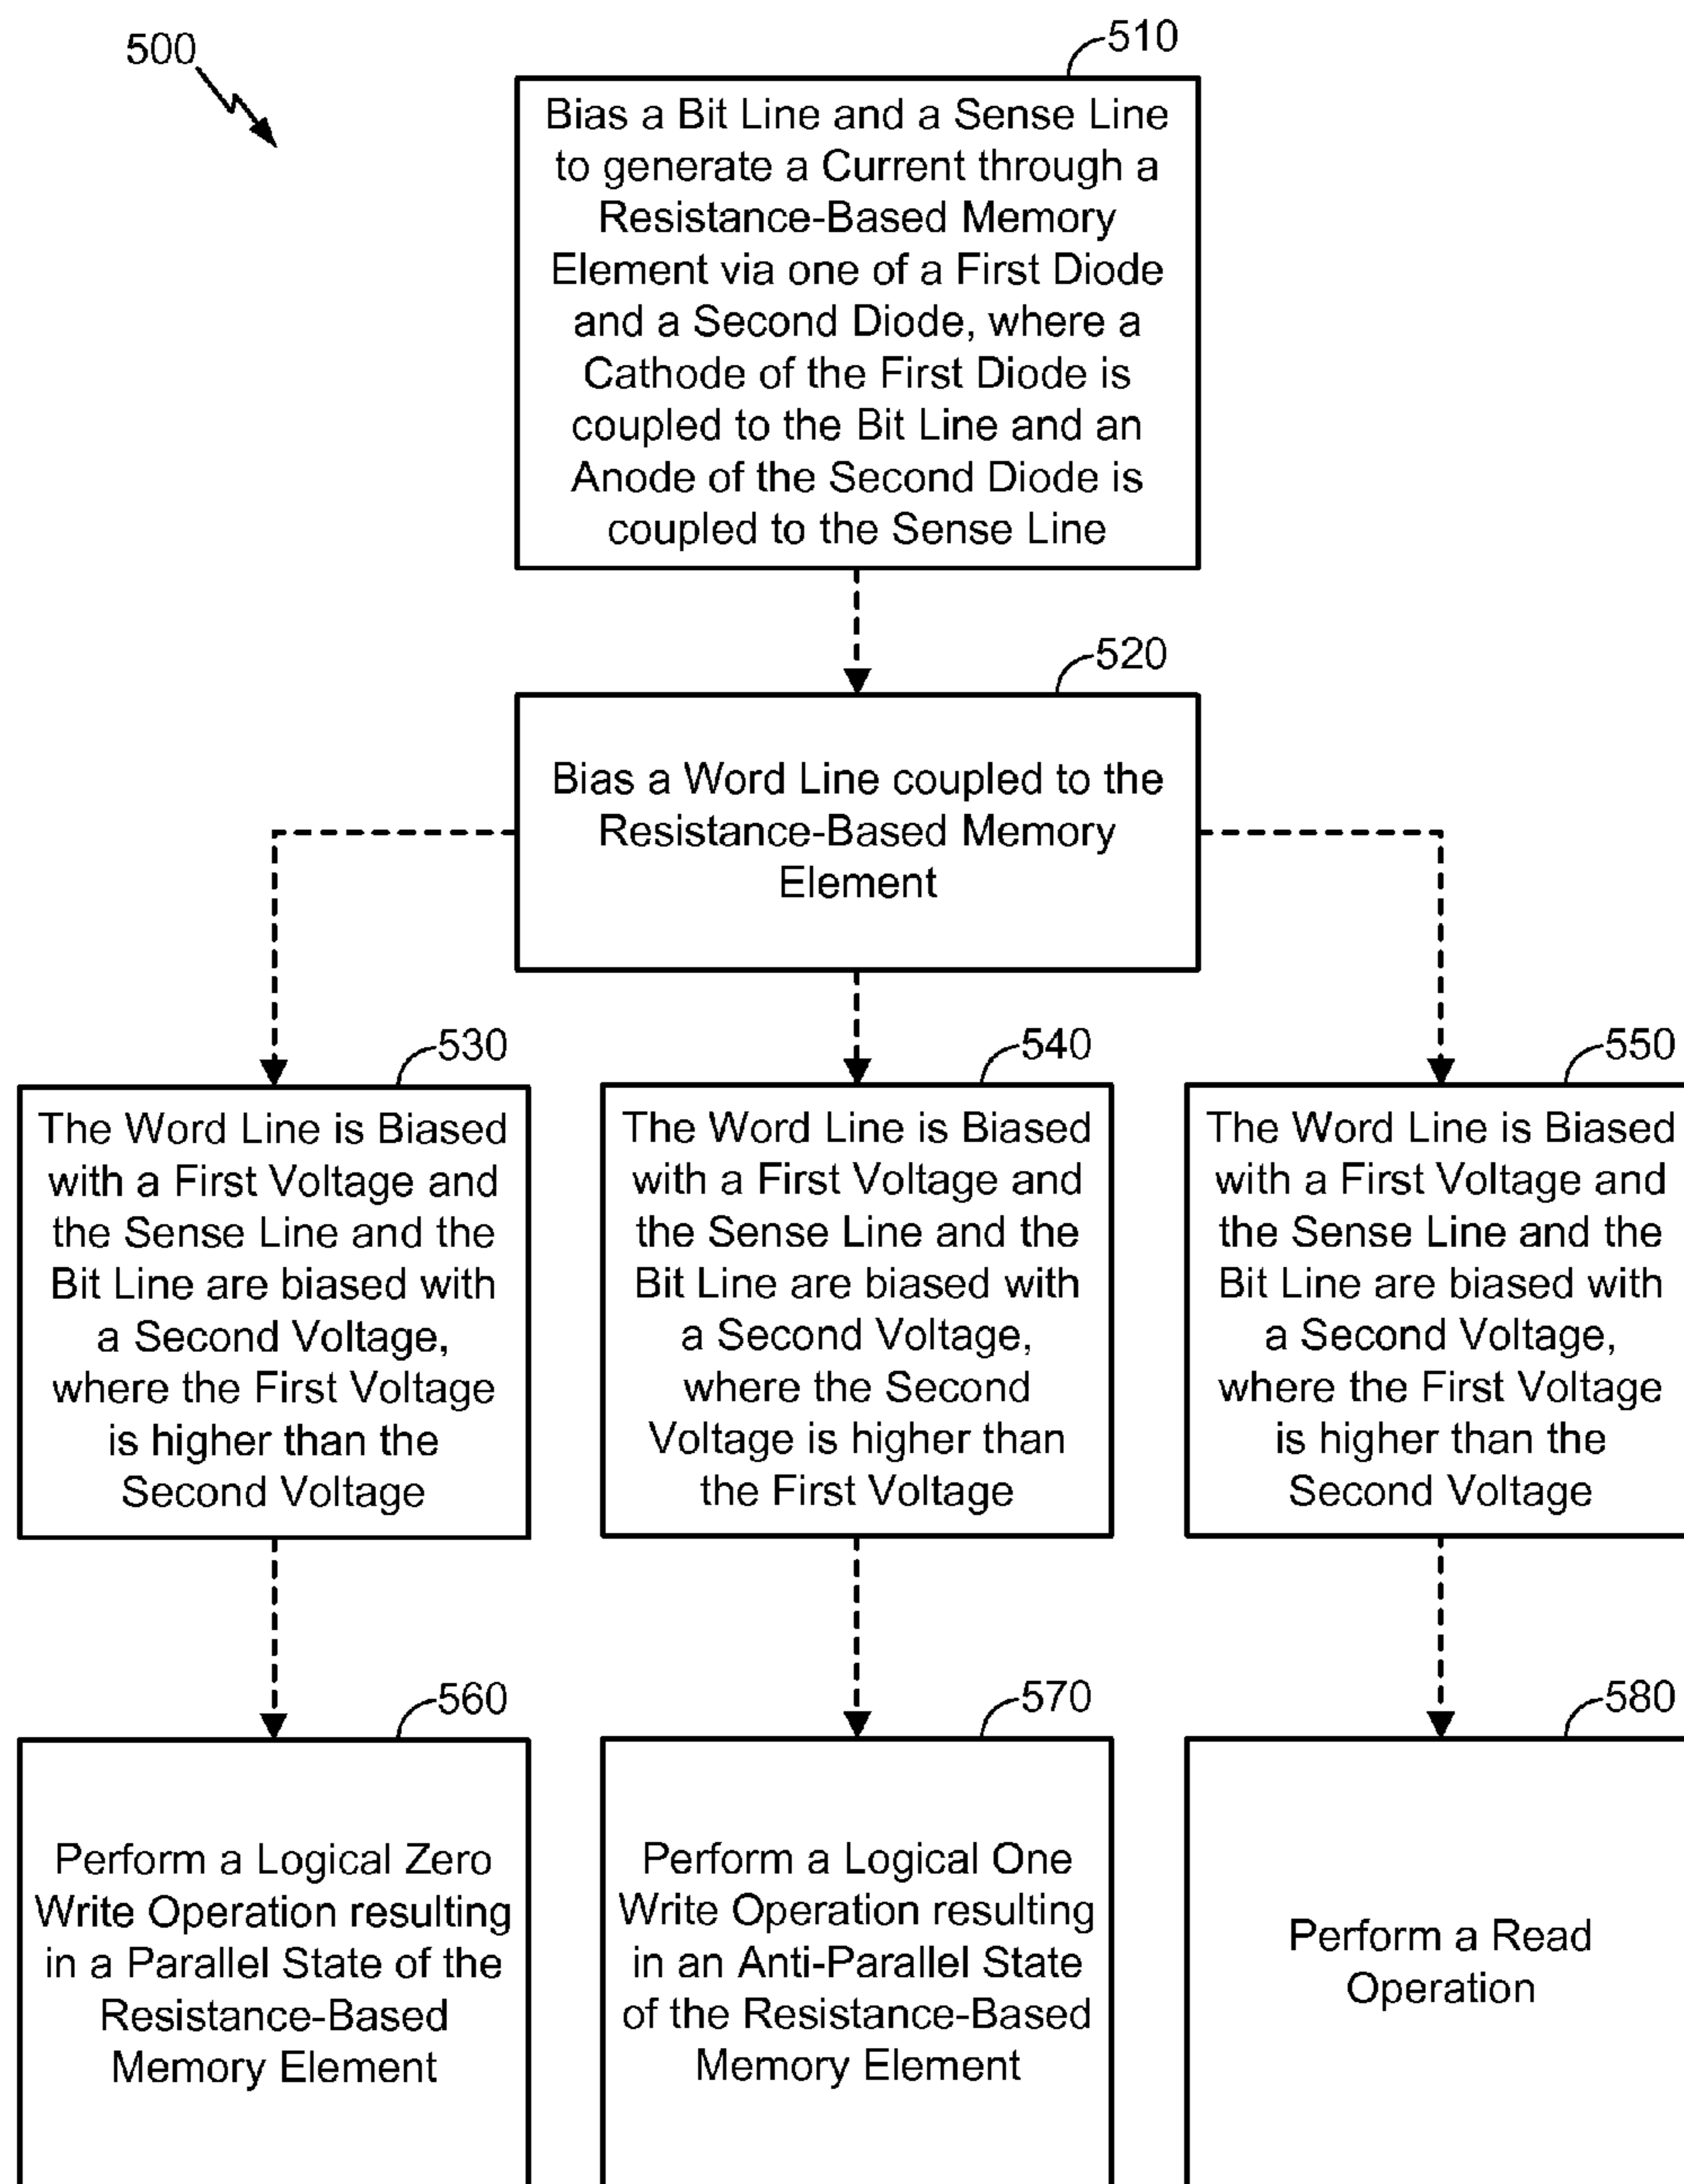 500
510
Bias a Bit Line and a Sense Line
to generate a Current through a
Resistance-Based Memory
Element via one of a First Diode
and a Second Diode, where a
Cathode of the First Diode is
coupled to the Bit Line and an
Anode of the Second Diode is
coupled to the Sense Line
520
Bias a Word Line coupled to the
Resistance-Based Memory
Element
530
The Word Line is Biased
with a First Voltage and
the Sense Line and the
Bit Line are biased with
a Second Voltage,
where the First Voltage
is higher than the
Second Voltage
540
The Word Line is Biased
with a First Voltage and
the Sense Line and the
Bit Line are biased with
a Second Voltage,
where the Second
Voltage is higher than
the First Voltage
550
The Word Line is Biased
with a First Voltage and
the Sense Line and the
Bit Line are biased with
a Second Voltage,
where the First Voltage
is higher than the
Second Voltage
560
Perform a Logical Zero
Write Operation resulting
in a Parallel State of the
Resistance-Based
Memory Element
570
Perform a Logical One
Write Operation resulting
in an Anti-Parallel State
of the Resistance-Based
Memory Element
580
Perform a Read
Operation